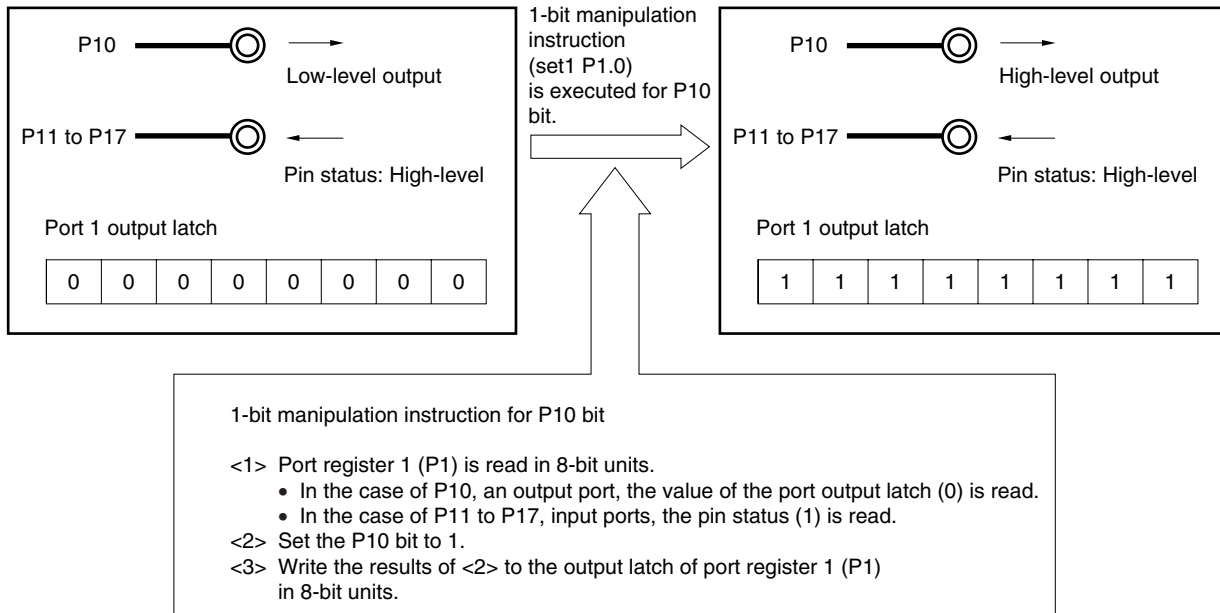 P10
Low-level output
P11 to P17
Pin status: High-level
Port 1 output latch
0 0 0 0 0 0 0 0
1-bit manipulation
instruction
(set1 P1.0)
is executed for P10
bit.
P10
High-level output
P11 to P17
Pin status: High-level
Port 1 output latch
1 1 1 1 1 1 1 1
1-bit manipulation instruction for P10 bit
<1> Port register 1 (P1) is read in 8-bit units.
• In the case of P10, an output port, the value of the port output latch (0) is read.
• In the case of P11 to P17, input ports, the pin status (1) is read.
<2> Set the P10 bit to 1.
<3> Write the results of <2> to the output latch of port register 1 (P1)
in 8-bit units.